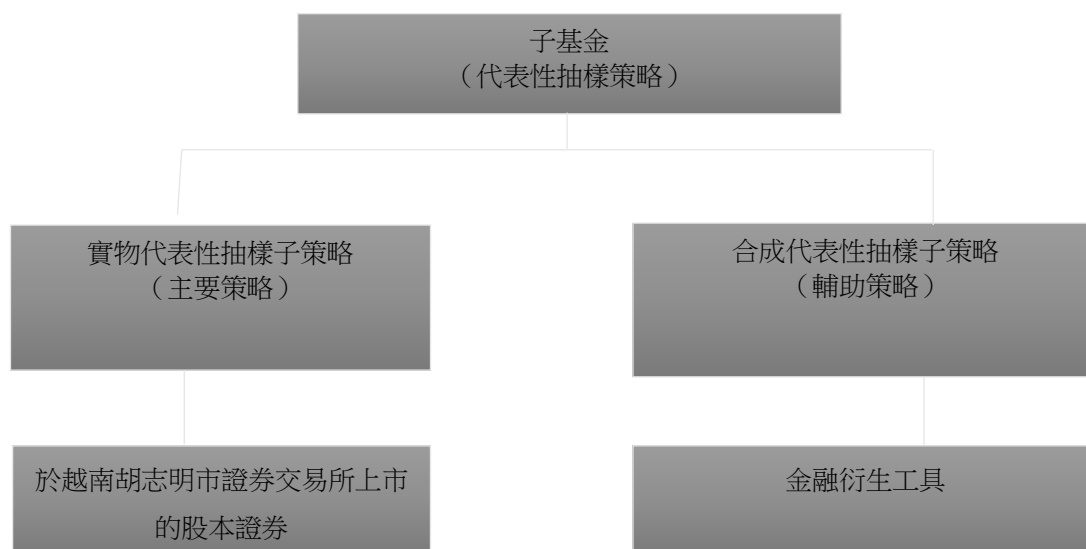 子基金
（代表性抽樣策略）
實物代表性抽樣子策略
（主要策略）
合成代表性抽樣子策略
（輔助策略）
於越南胡志明市證券交易所上市
的股本證券
金融衍生工具